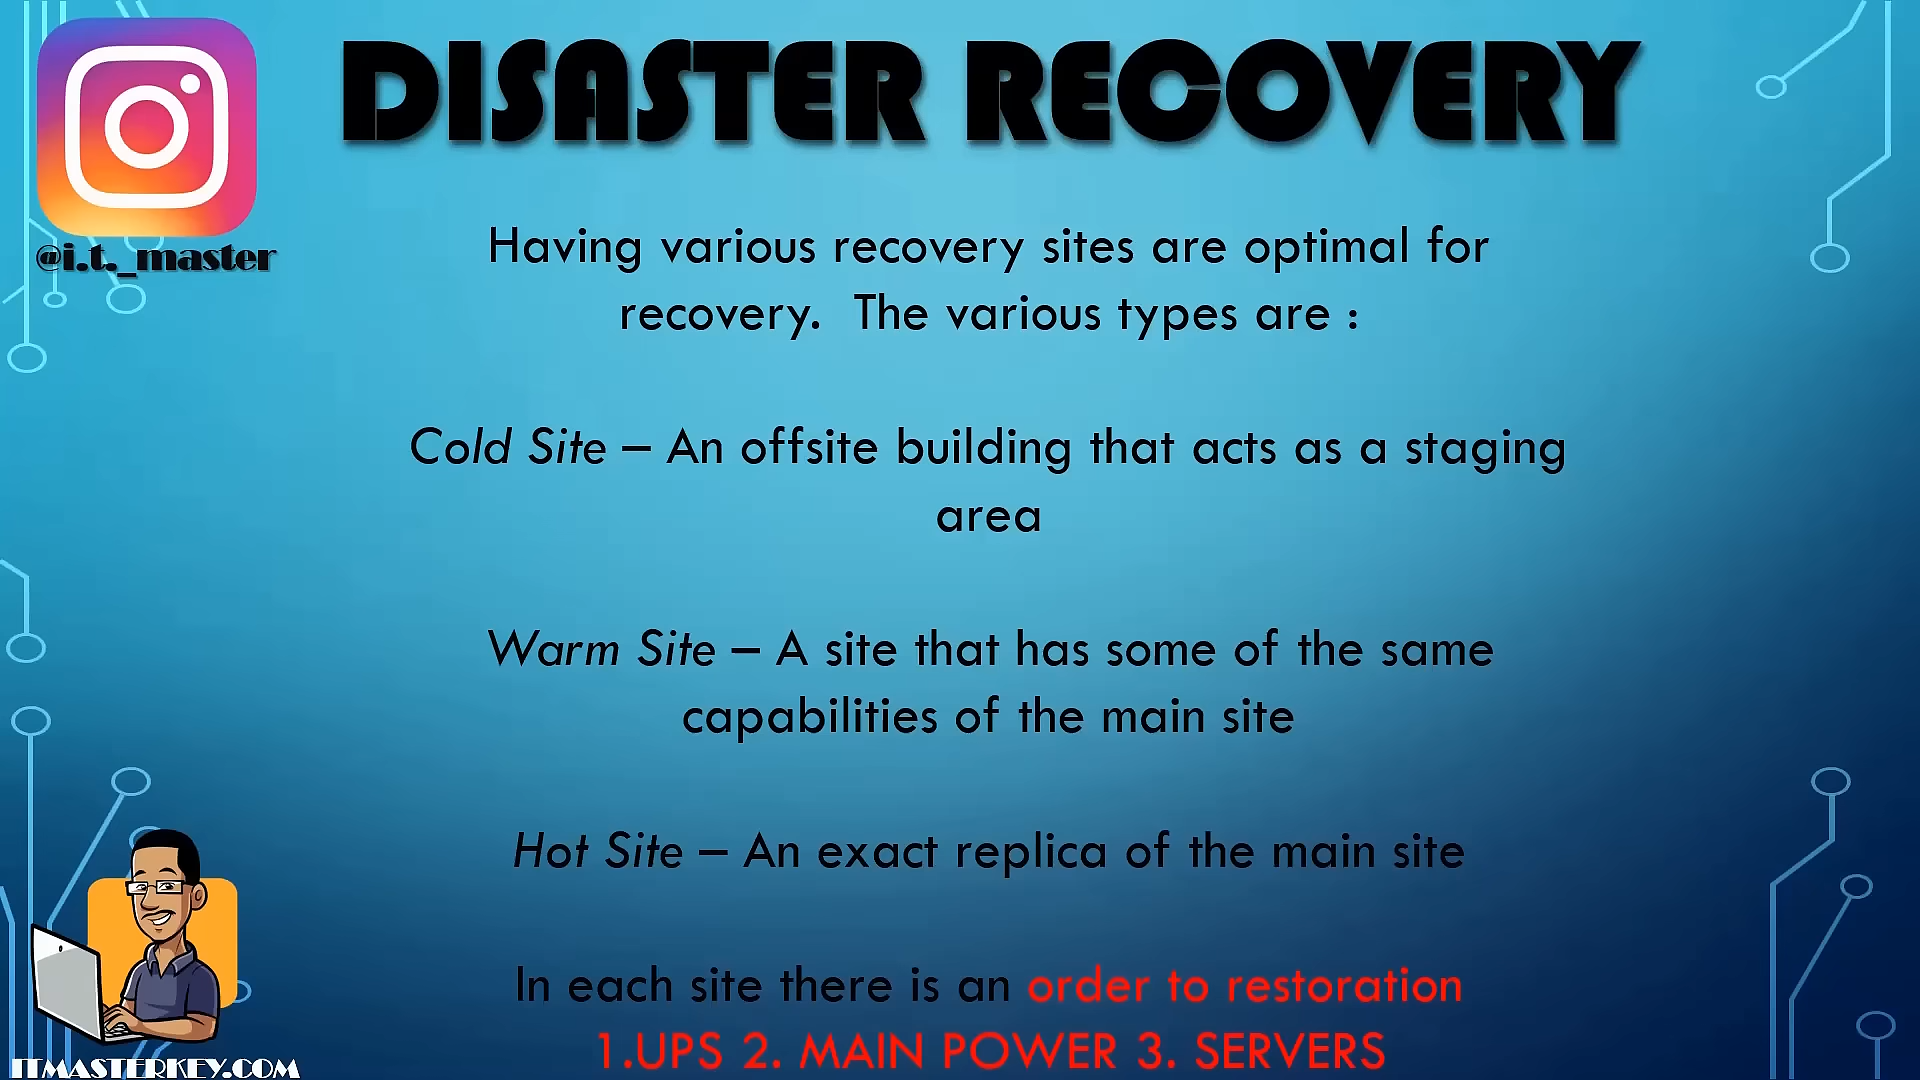 DISASTER RECOVERY
@i.t._master
Having various recovery sites are optimal for
recovery.  The various types are :
Cold Site – An offsite building that acts as a staging
area
Warm Site – A site that has some of the same
capabilities of the main site
Hot Site – An exact replica of the main site
In each site there is an order to restoration
1.UPS 2. MAIN POWER 3. SERVERS
ITMASTERKEY.COM